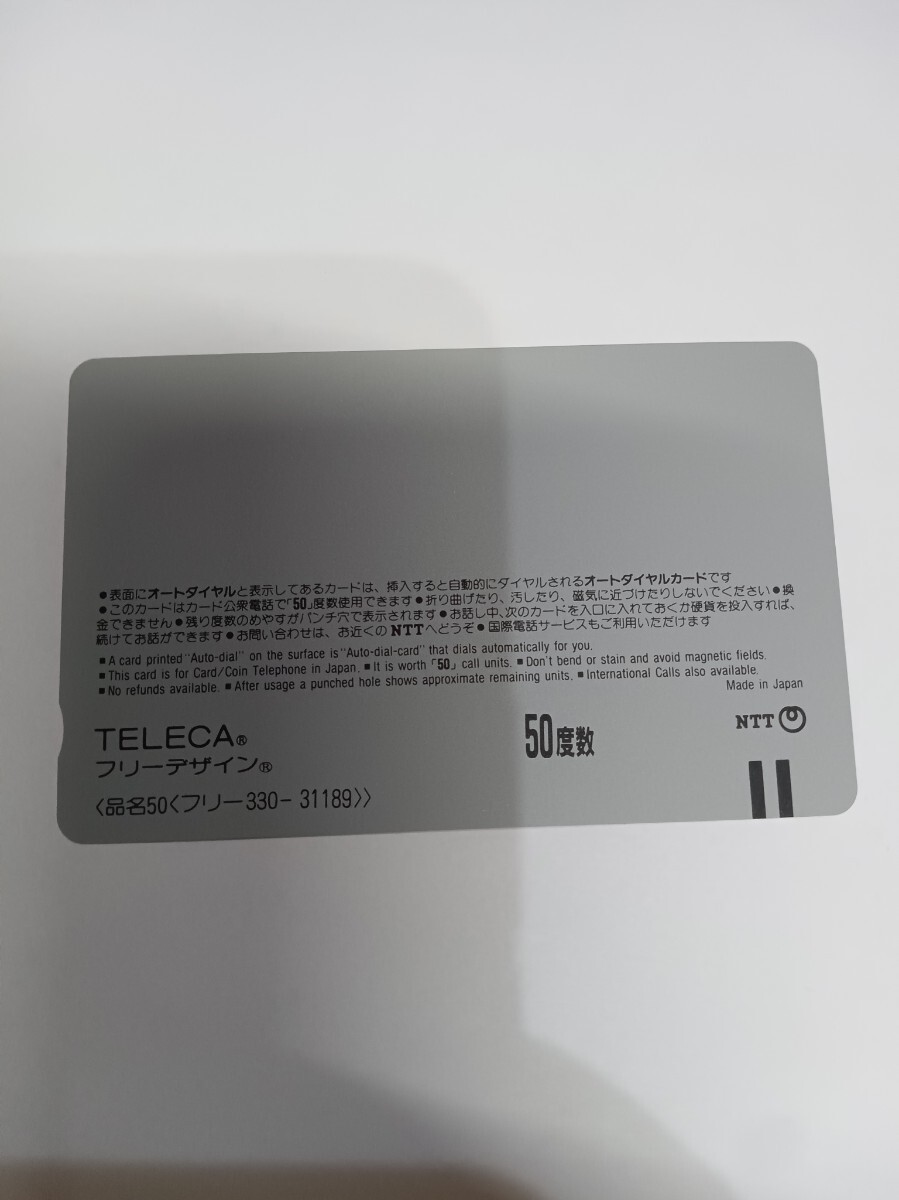 ●表面にオートダイヤルと表示してあるカードは、挿入すると自動的にダイヤルされるオートダイヤルカードです
●このカードはカード公衆電話で「50」度数使用できます●折り曲げたり、汚したり、磁気に近づけたりしないでください●換
金できません●残り度数のめやすがパンチ穴で表示されます●お話し中、次のカードを入口に入れておくか硬貨を投入すれば、
続けてお話ができます●お問い合わせは、お近くのNTTへどうぞ●国際電話サービスもご利用いただけます
■A card printed "Auto-dial" on the surface is "Auto-dial-card" that dials automatically for you.
■This card is for Card/Coin Telephone in Japan. ■It is worth「50」call units. ■Don't bend or stain and avoid magnetic fields.
■No refunds available. ■After usage a punched hole shows approximate remaining units. ■International Calls also available.
Made in Japan
TELECA®
フリーデザイン®
50度数
NTT
〈品名50〈フリー330-31189〉〉